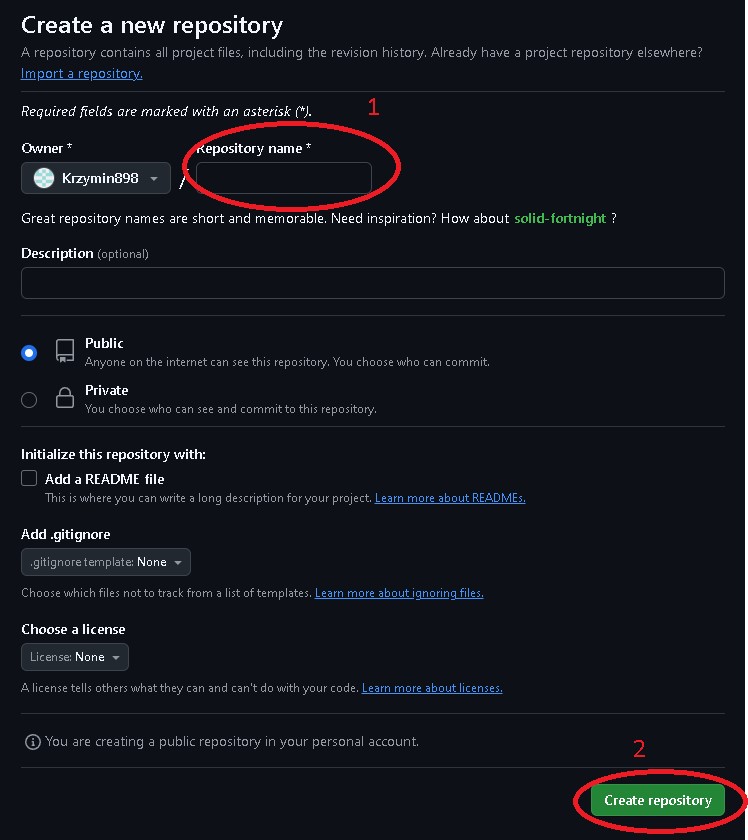 Create a new repository
A repository contains all project files, including the revision history. Already have a project repository elsewhere?
Import a repository.
Required fields are marked with an asterisk (*).
1
Owner *
Repository name *
Krzymin898
/
Great repository names are short and memorable. Need inspiration? How about solid-fortnight ?
Description (optional)
Public
Anyone on the internet can see this repository. You choose who can commit.
Private
You choose who can see and commit to this repository.
Initialize this repository with:
Add a README file
This is where you can write a long description for your project. Learn more about READMEs.
Add .gitignore
.gitignore template: None
Choose which files not to track from a list of templates. Learn more about ignoring files.
Choose a license
License: None
A license tells others what they can and can't do with your code. Learn more about licenses.
You are creating a public repository in your personal account.
2
Create repository